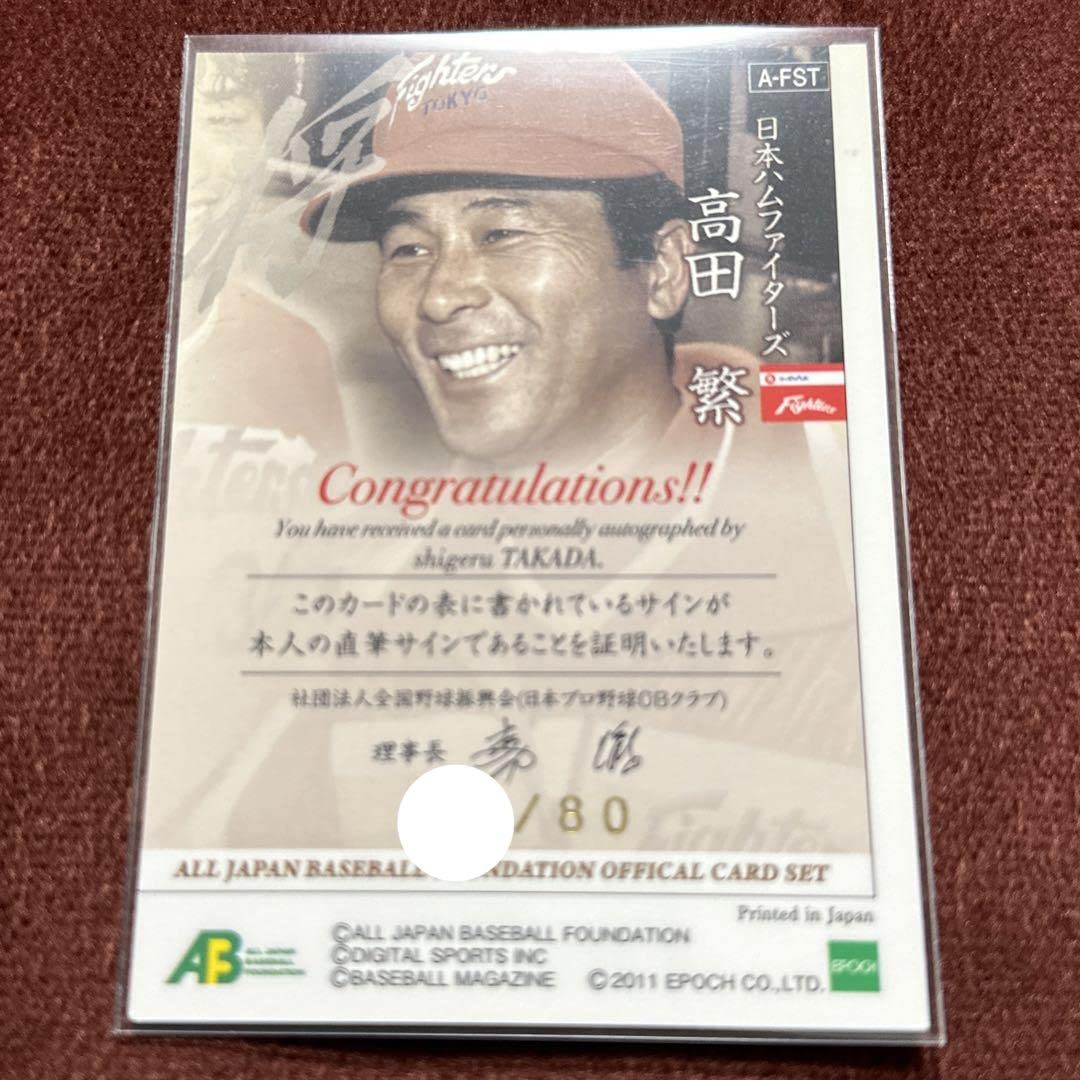 Fighters
TOKYO
A-FST
日本ハムファイターズ
高田 繁
Fighters
Congratulations!!
You have received a card personally autographed by
shigeru TAKADA.
このカードの表に書かれているサインが
本人の直筆サインであることを証明いたします。
社団法人全国野球振興会(日本プロ野球OBクラブ)
理事長
/80
Fighters
ALL JAPAN BASEBALL NDATION OFFICAL CARD SET
Printed in Japan
AB
ALL JAPAN
BASEBALL
FOUNDATION
©ALL JAPAN BASEBALL FOUNDATION
©DIGITAL SPORTS INC
©BASEBALL MAGAZINE ©2011 EPOCH CO.,LTD.
EPOCH